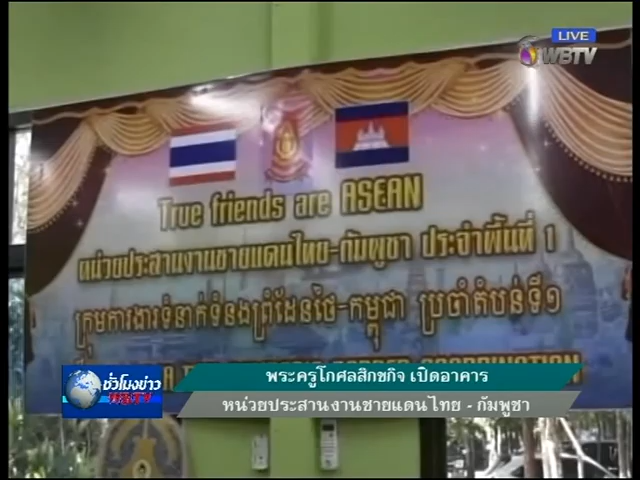 LIVE
WBTV
True friends are ASEAN
หน่วยประสานงานชายแดนไทย-กัมพูชา ประจำพื้นที่ 1
ក្រុមការងារទំនាក់ទំនងព្រំដែនថៃ-កម្ពុជា ប្រចាំតំបន់ទី១
COORDINATION
ชั่วโมงข่าว
WBTV
พระครูโกศลสิกขกิจ เปิดอาคาร
หน่วยประสานงานชายแดนไทย - กัมพูชา